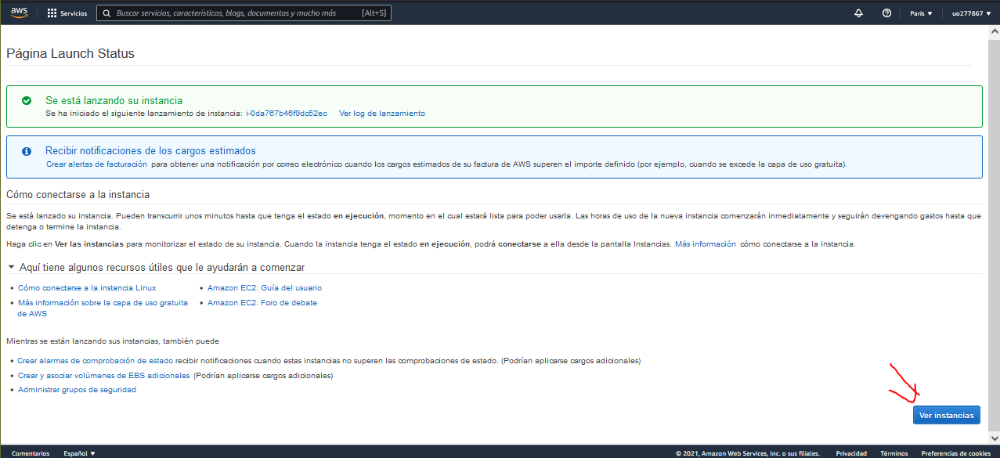 aws
Servicios
Buscar servicios, características, blogs, documentos y mucho más [Alt+S]
París ▼
uo277867 ▼
Página Launch Status
Se está lanzando su instancia
Se ha iniciado el siguiente lanzamiento de instancia: i-0da767b46f9dc52ec Ver log de lanzamiento
Recibir notificaciones de los cargos estimados
Crear alertas de facturación para obtener una notificación por correo electrónico cuando los cargos estimados de su factura de AWS superen el importe definido (por ejemplo, cuando se excede la capa de uso gratuita).
Cómo conectarse a la instancia
Se está lanzado su instancia. Pueden transcurrir unos minutos hasta que tenga el estado en ejecución, momento en el cual estará lista para poder usarla. Las horas de uso de la nueva instancia comenzarán inmediatamente y seguirán devengando gastos hasta que
detenga o termine la instancia.
Haga clic en Ver las instancias para monitorizar el estado de su instancia. Cuando la instancia tenga el estado en ejecución, podrá conectarse a ella desde la pantalla Instancias. Más información cómo conectarse a la instancia.
▼ Aquí tiene algunos recursos útiles que le ayudarán a comenzar
• Cómo conectarse a la instancia Linux
• Más información sobre la capa de uso gratuita
de AWS
• Amazon EC2: Guía del usuario
• Amazon EC2: Foro de debate
Mientras se están lanzando sus instancias, también puede
• Crear alarmas de comprobación de estado recibir notificaciones cuando estas instancias no superen las comprobaciones de estado. (Podrían aplicarse cargos adicionales)
• Crear y asociar volúmenes de EBS adicionales (Podrían aplicarse cargos adicionales)
• Administrar grupos de seguridad
Ver instancias
Comentarios
Español ▼
© 2021, Amazon Web Services, Inc. o sus filiales.
Privacidad
Términos
Preferencias de cookies